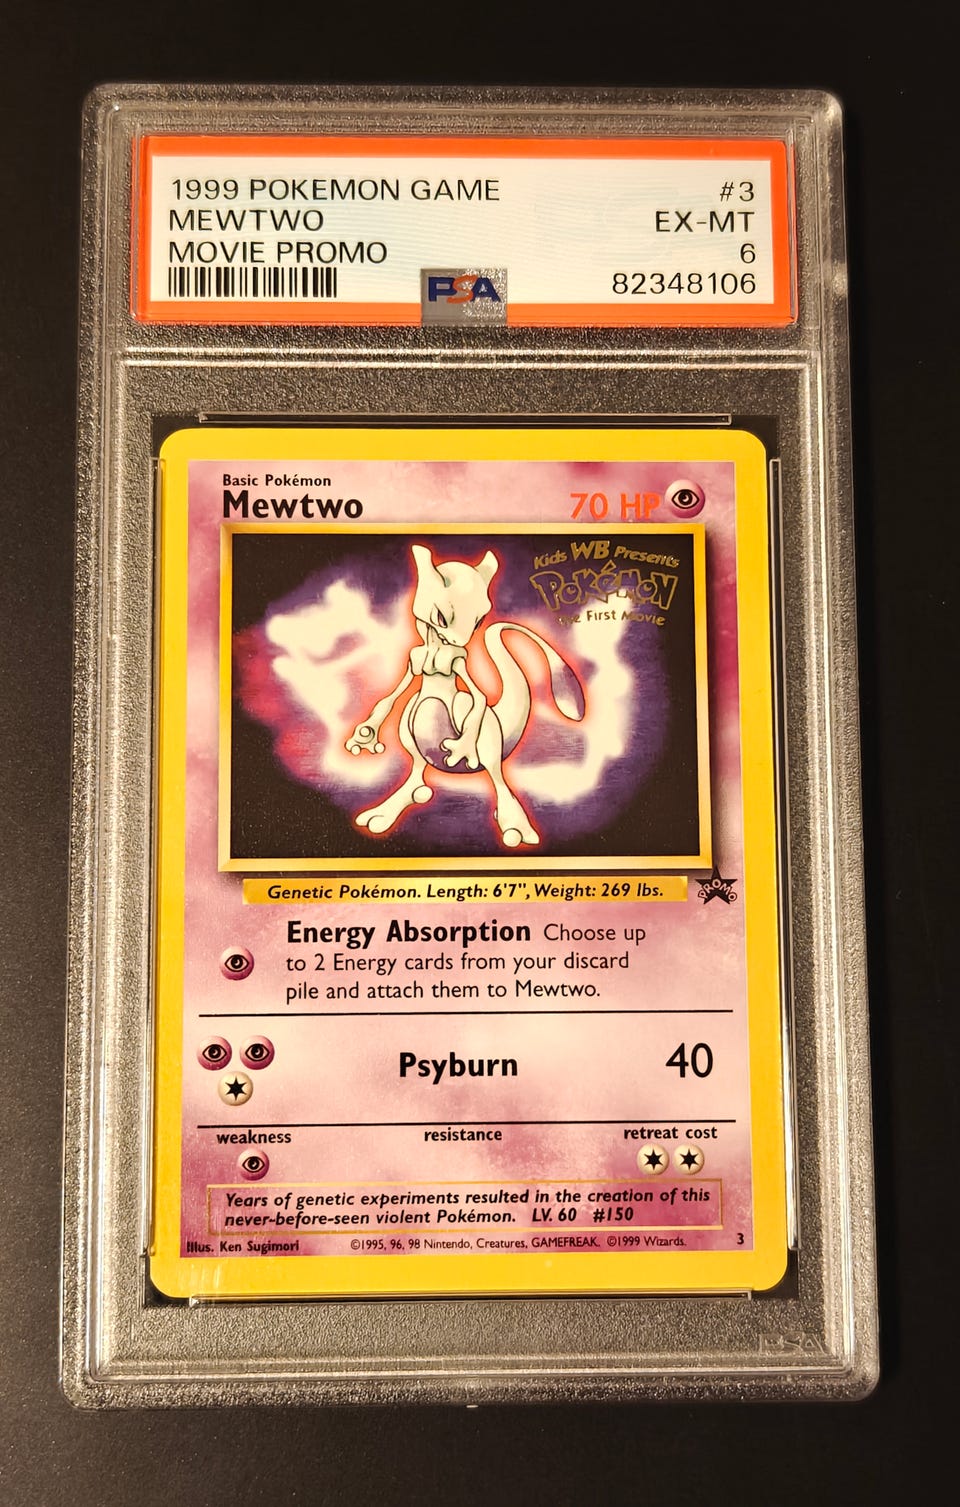 1999 POKEMON GAME #3
MEWTWO EX-MT
MOVIE PROMO 6
82348106
PSA
Basic Pokémon
Mewtwo 70 HP
Kids WB Presents
POKéMON
The First Movie
Genetic Pokémon. Length: 6'7", Weight: 269 lbs.
PROMO
Energy Absorption Choose up
to 2 Energy cards from your discard
pile and attach them to Mewtwo.
Psyburn 40
weakness resistance retreat cost
Years of genetic experiments resulted in the creation of this
never-before-seen violent Pokémon. LV. 60 #150
Illus. Ken Sugimori ©1995, 96, 98 Nintendo, Creatures, GAMEFREAK. ©1999 Wizards. 3
PSA